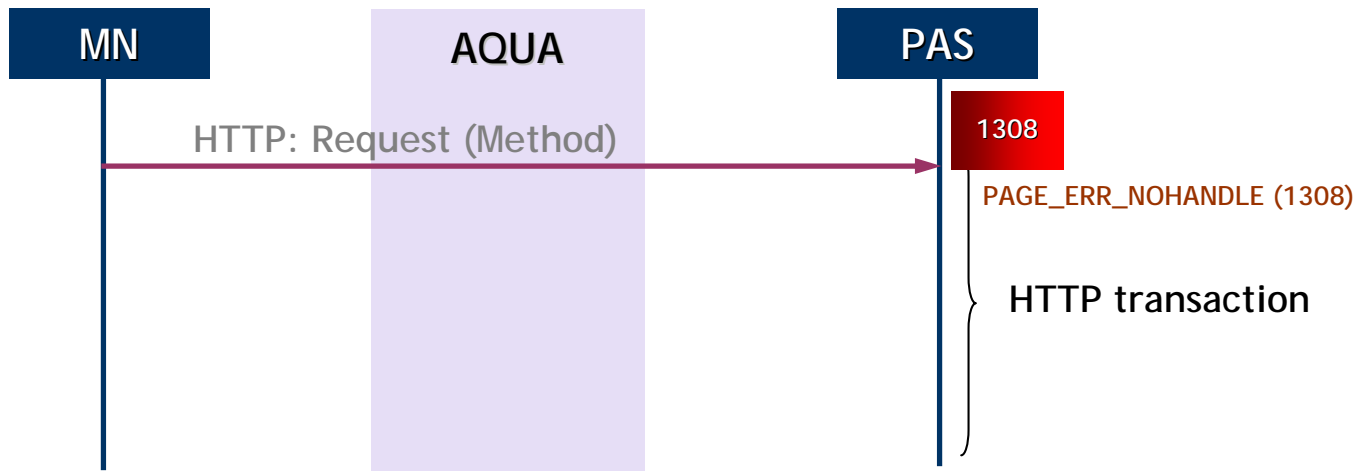 MN
AQUA
PAS
1308
HTTP: Request (Method)
PAGE_ERR_NOHANDLE (1308)
HTTP transaction